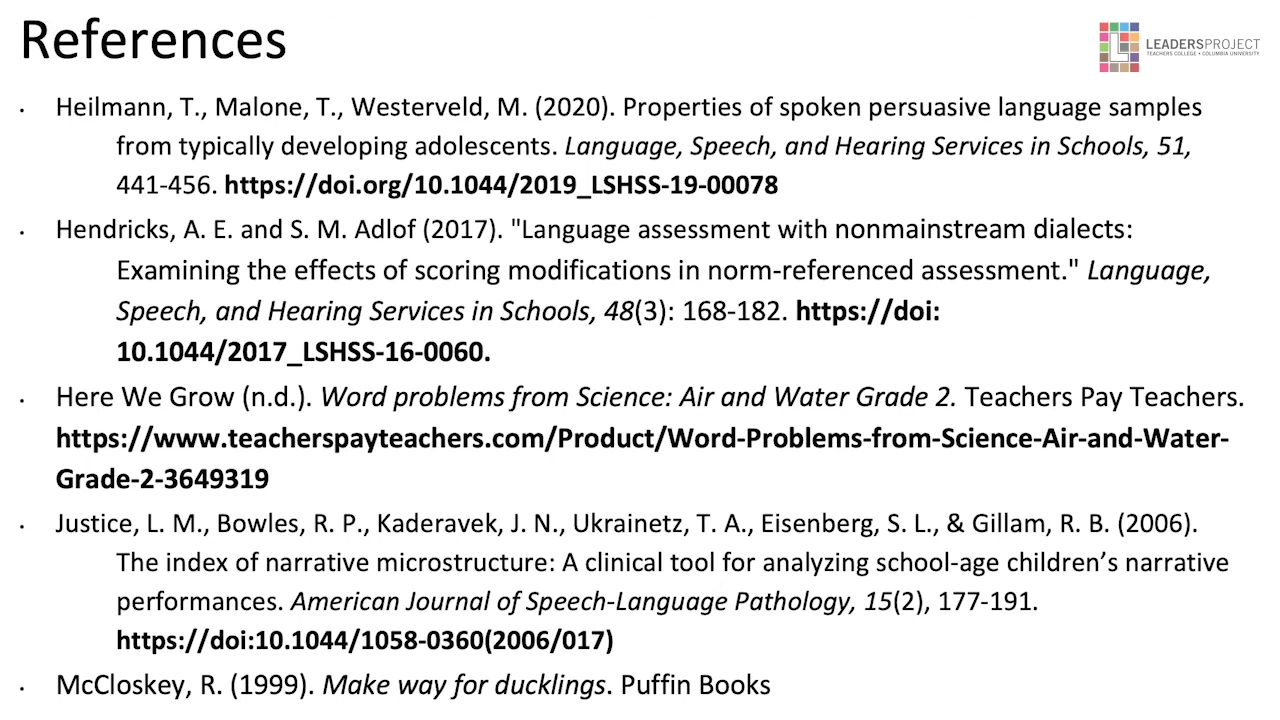 References
LEADERSPROJECT
TEACHERS COLLEGE • COLUMBIA UNIVERSITY
• Heilmann, T., Malone, T., Westerveld, M. (2020). Properties of spoken persuasive language samples
from typically developing adolescents. Language, Speech, and Hearing Services in Schools, 51,
441-456. https://doi.org/10.1044/2019_LSHSS-19-00078
• Hendricks, A. E. and S. M. Adlof (2017). "Language assessment with nonmainstream dialects:
Examining the effects of scoring modifications in norm-referenced assessment." Language,
Speech, and Hearing Services in Schools, 48(3): 168-182. https://doi:
10.1044/2017_LSHSS-16-0060.
• Here We Grow (n.d.). Word problems from Science: Air and Water Grade 2. Teachers Pay Teachers.
https://www.teacherspayteachers.com/Product/Word-Problems-from-Science-Air-and-Water-
Grade-2-3649319
• Justice, L. M., Bowles, R. P., Kaderavek, J. N., Ukrainetz, T. A., Eisenberg, S. L., & Gillam, R. B. (2006).
The index of narrative microstructure: A clinical tool for analyzing school-age children’s narrative
performances. American Journal of Speech-Language Pathology, 15(2), 177-191.
https://doi:10.1044/1058-0360(2006/017)
• McCloskey, R. (1999). Make way for ducklings. Puffin Books